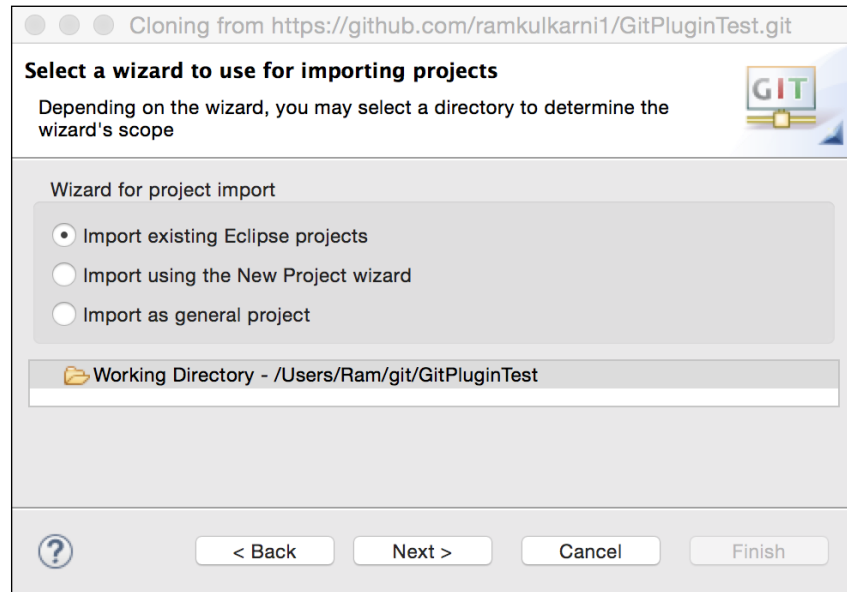 Cloning from https://github.com/ramkulkarni1/GitPluginTest.git
Select a wizard to use for importing projects
Depending on the wizard, you may select a directory to determine the
wizard's scope
GIT
Wizard for project import
Import existing Eclipse projects
Import using the New Project wizard
Import as general project
Working Directory - /Users/Ram/git/GitPluginTest
?
< Back
Next >
Cancel
Finish